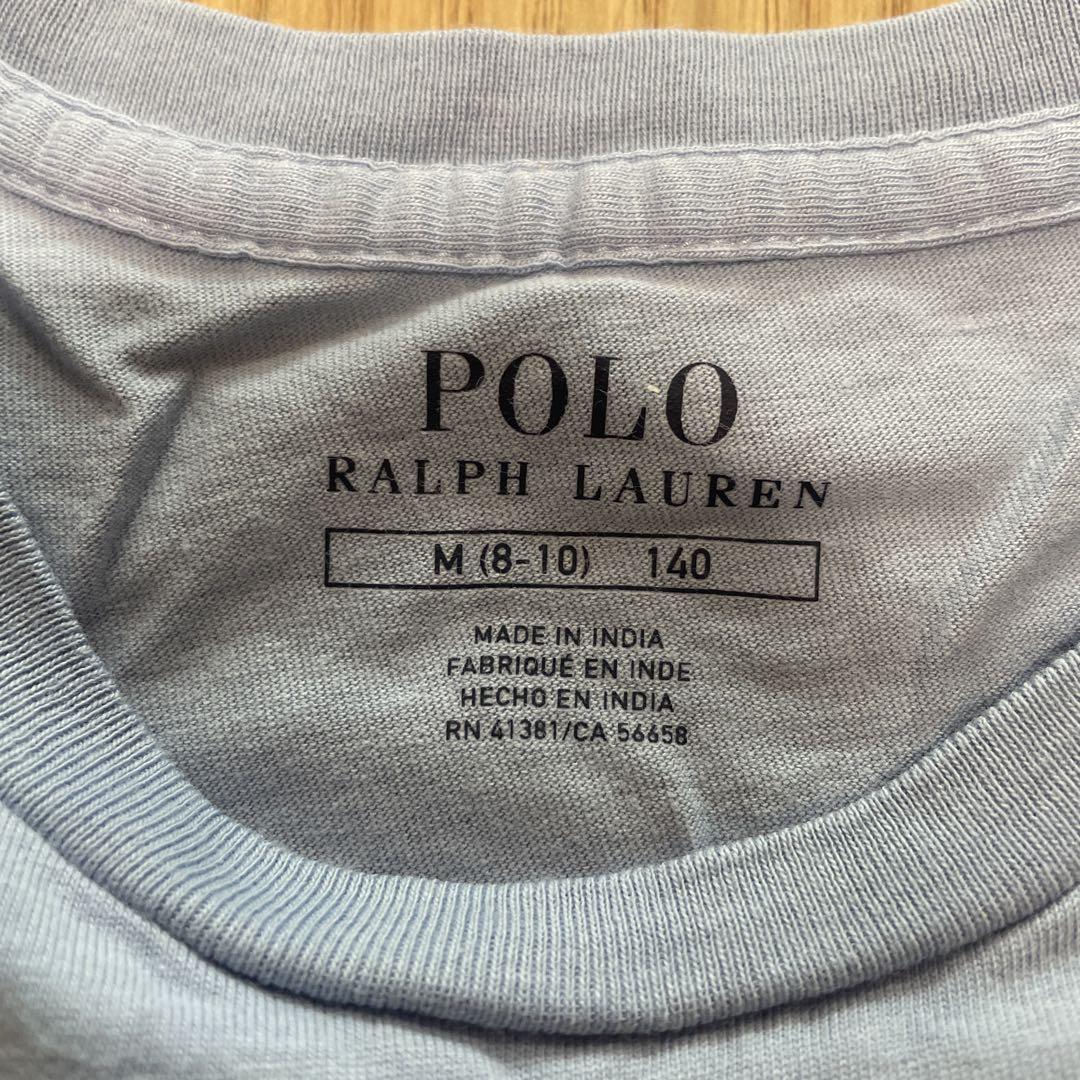 POLO
RALPH LAUREN
M (8-10) 140
MADE IN INDIA
FABRIQUÉ EN INDE
HECHO EN INDIA
RN 41381/CA 56658